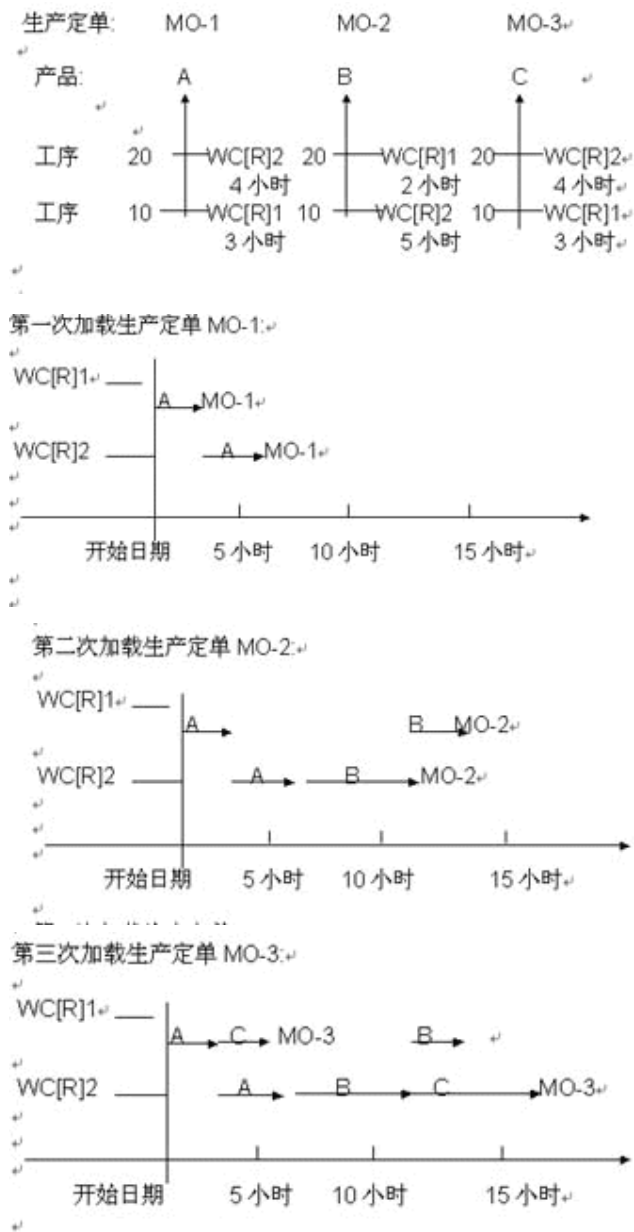 生产定单: MO-1 MO-2 MO-3
产品: A B C
工序 20 WC[R]2 20 WC[R]1 20 WC[R]2
4 小时 2 小时 4 小时
工序 10 WC[R]1 10 WC[R]2 10 WC[R]1
3 小时 5 小时 3 小时
第一次加载生产定单 MO-1:
WC[R]1
A MO-1
WC[R]2 A MO-1
开始日期 5 小时 10 小时 15 小时
第二次加载生产定单 MO-2:
WC[R]1
A B MO-2
WC[R]2 A B MO-2
开始日期 5 小时 10 小时 15 小时
第三次加载生产定单 MO-3:
WC[R]1
A C MO-3 B
WC[R]2 A B C MO-3
开始日期 5 小时 10 小时 15 小时